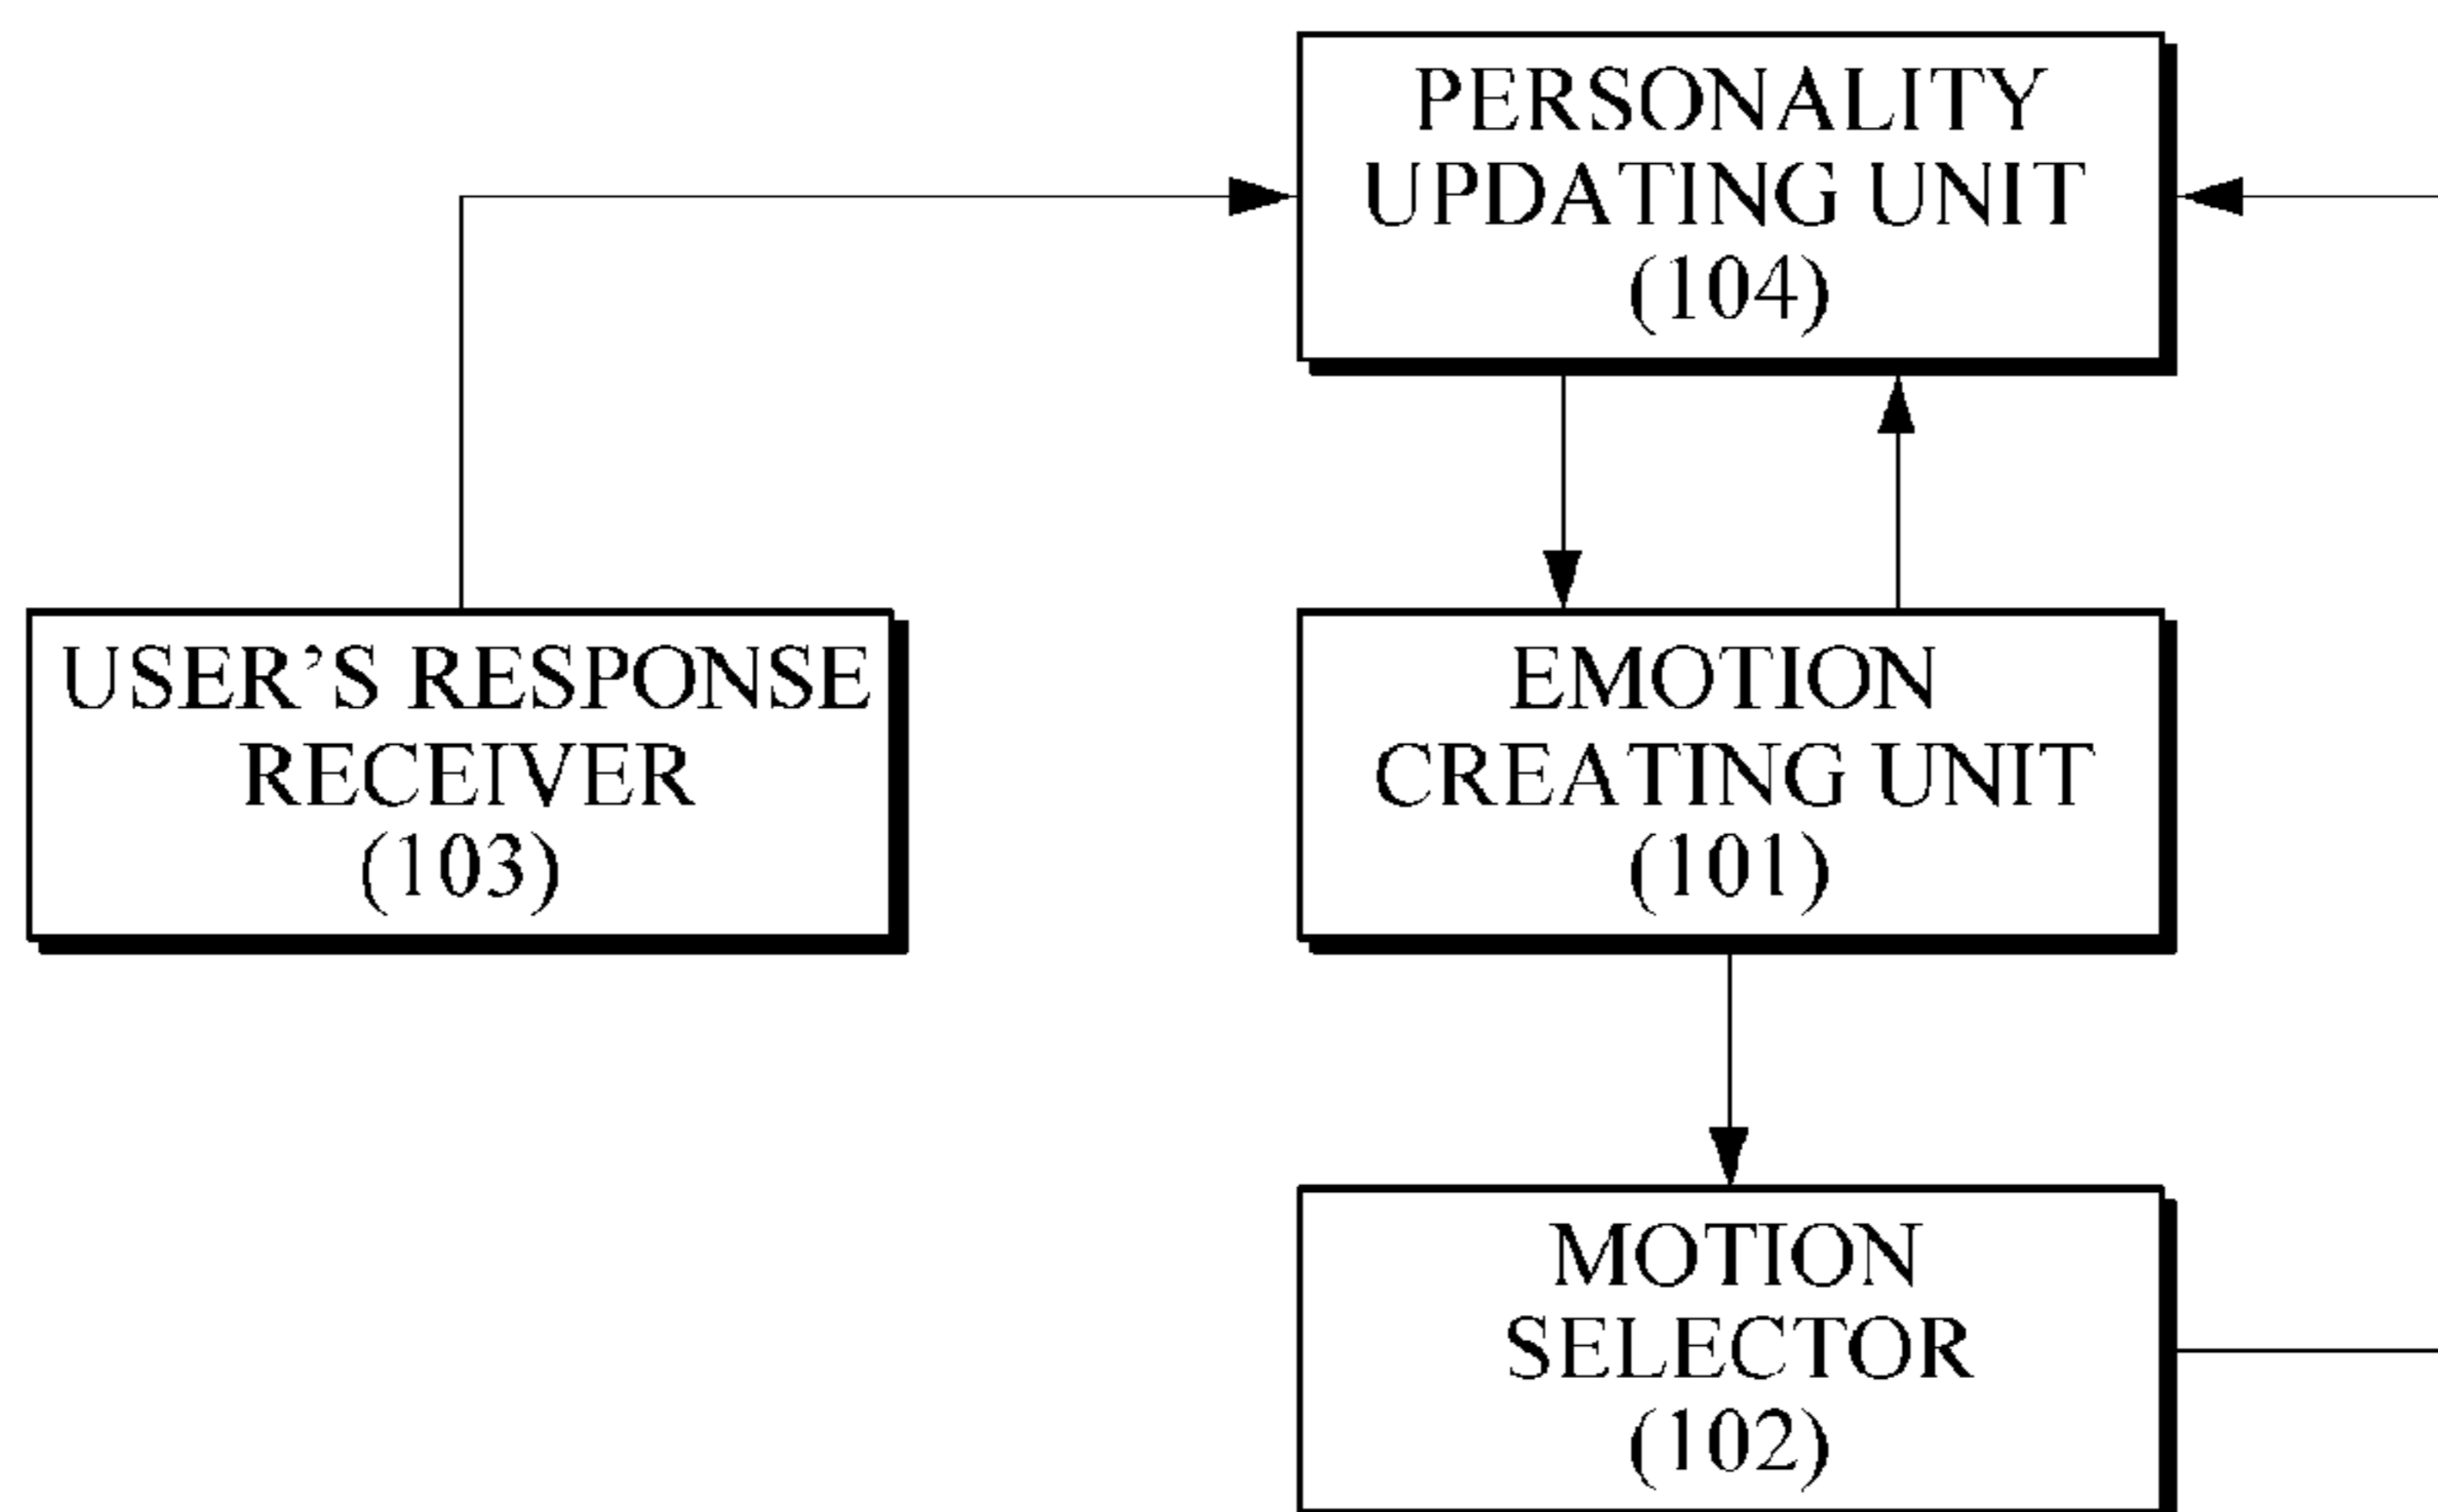 PERSONALITY
UPDATING UNIT
(104)
USER’S RESPONSE
RECEIVER
(103)
EMOTION
CREATING UNIT
(101)
MOTION
SELECTOR
(102)